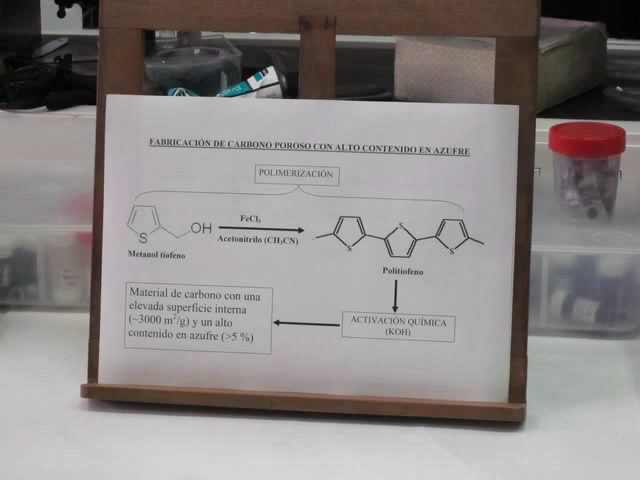 FABRICACIÓN DE CARBONO POROSO CON ALTO CONTENIDO EN AZUFRE
POLIMERIZACIÓN
S
OH
FeCl3
Acetonitrilo (CH3CN)
S
S
S
Metanol tiofeno
Politiofeno
Material de carbono con una
elevada superficie interna
(~3000 m2/g) y un alto
contenido en azufre (>5 %)
ACTIVACIÓN QUÍMICA
(KOH)